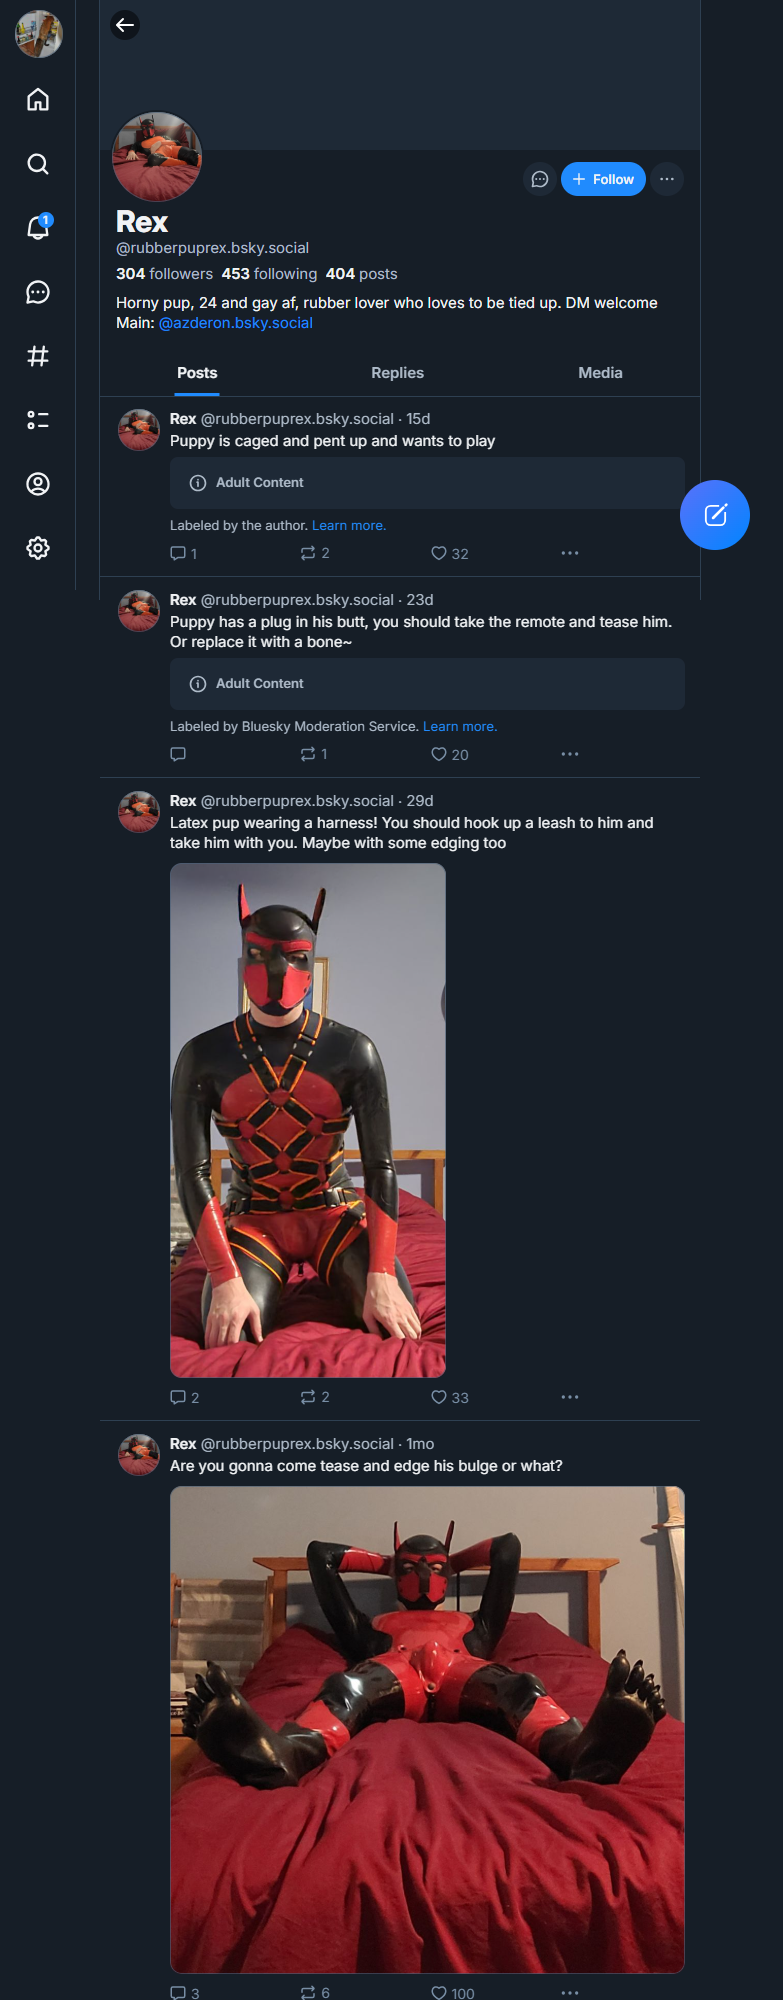 1
Follow
Rex
@rubberpuprex.bsky.social
304 followers 453 following 404 posts
Horny pup, 24 and gay af, rubber lover who loves to be tied up. DM welcome
Main: @azderon.bsky.social
Posts Replies Media
Rex @rubberpuprex.bsky.social · 15d
Puppy is caged and pent up and wants to play
Adult Content
Labeled by the author. Learn more.
1 2 32
Rex @rubberpuprex.bsky.social · 23d
Puppy has a plug in his butt, you should take the remote and tease him.
Or replace it with a bone~
Adult Content
Labeled by Bluesky Moderation Service. Learn more.
1 20
Rex @rubberpuprex.bsky.social · 29d
Latex pup wearing a harness! You should hook up a leash to him and
take him with you. Maybe with some edging too
2 2 33
Rex @rubberpuprex.bsky.social · 1mo
Are you gonna come tease and edge his bulge or what?
3 6 100